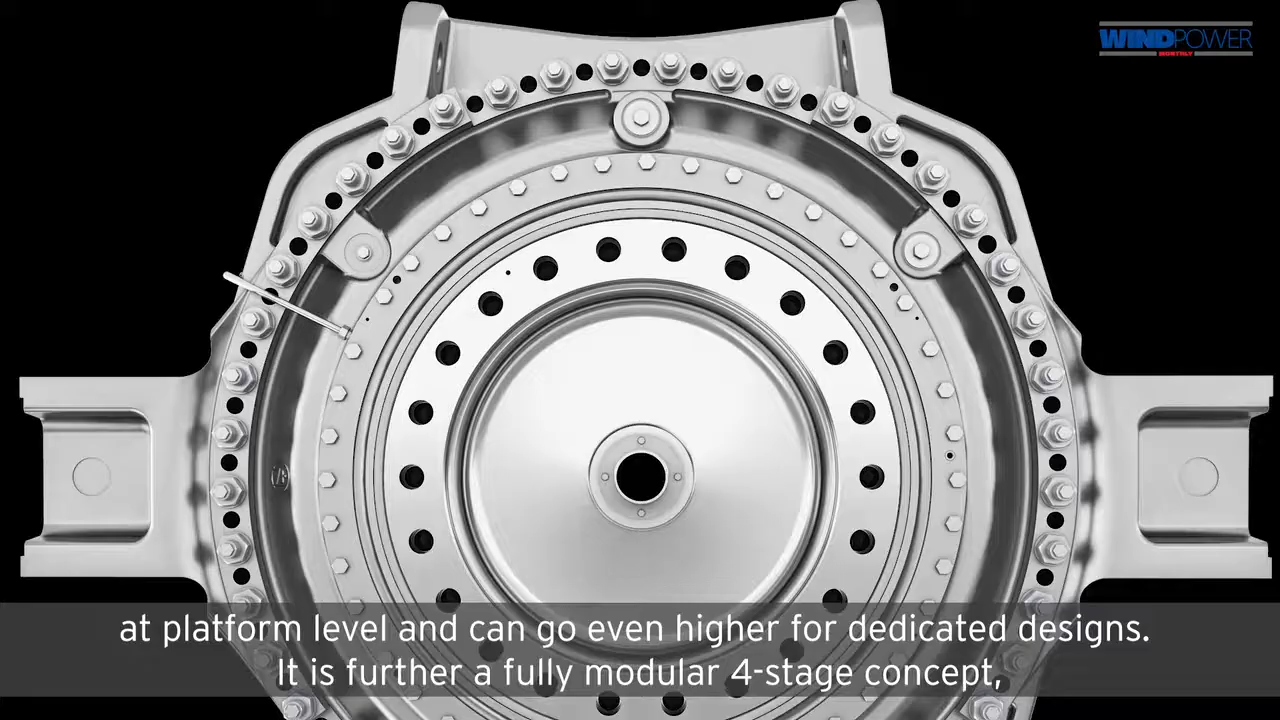 WINDPOWER
MONTHLY
at platform level and can go even higher for dedicated designs.
It is further a fully modular 4-stage concept,